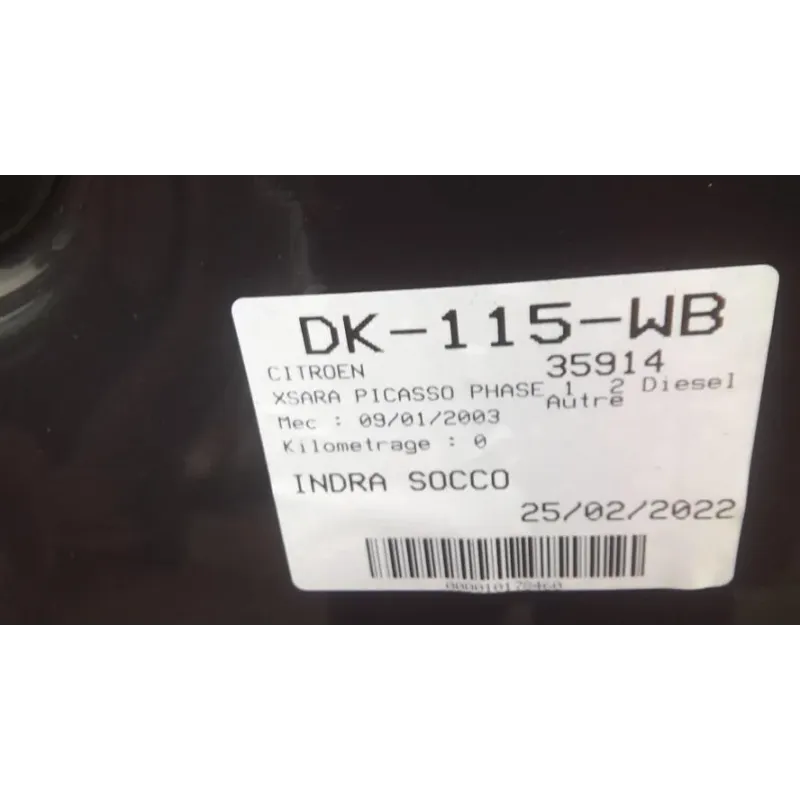 DK-115-WB
CITROEN 35914
XSARA PICASSO PHASE 1 2 Diesel
Mec : 09/01/2003 Autre
Kilometrage : 0
INDRA SOCCO
25/02/2022
000010178460